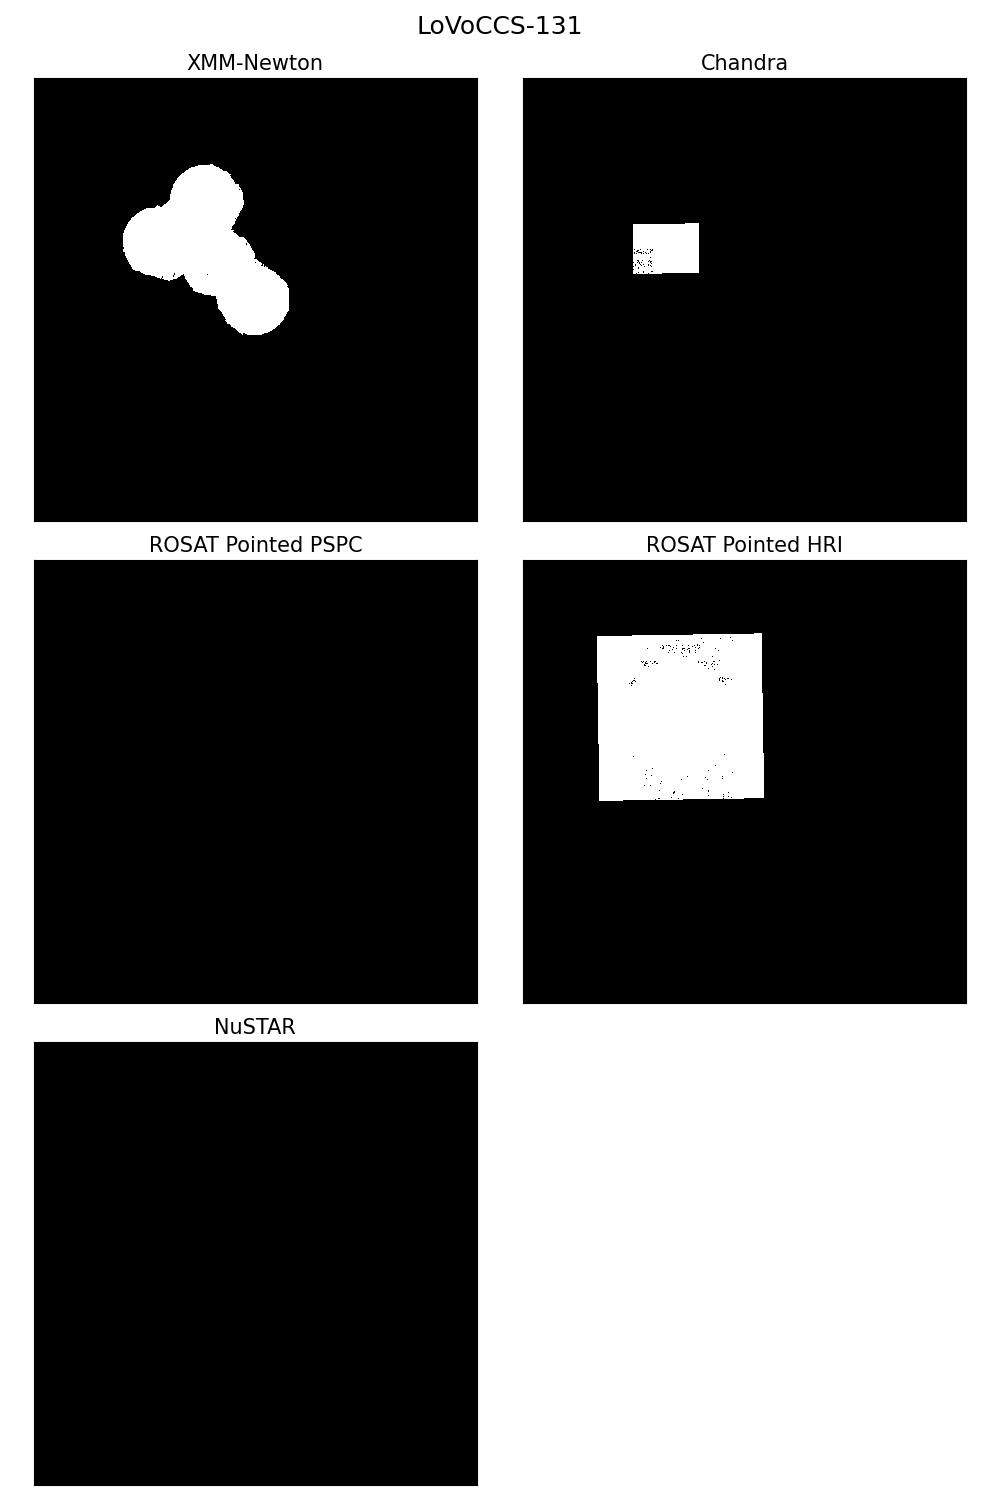 LoVoCCS-131
XMM-Newton
Chandra
ROSAT Pointed PSPC
ROSAT Pointed HRI
NuSTAR